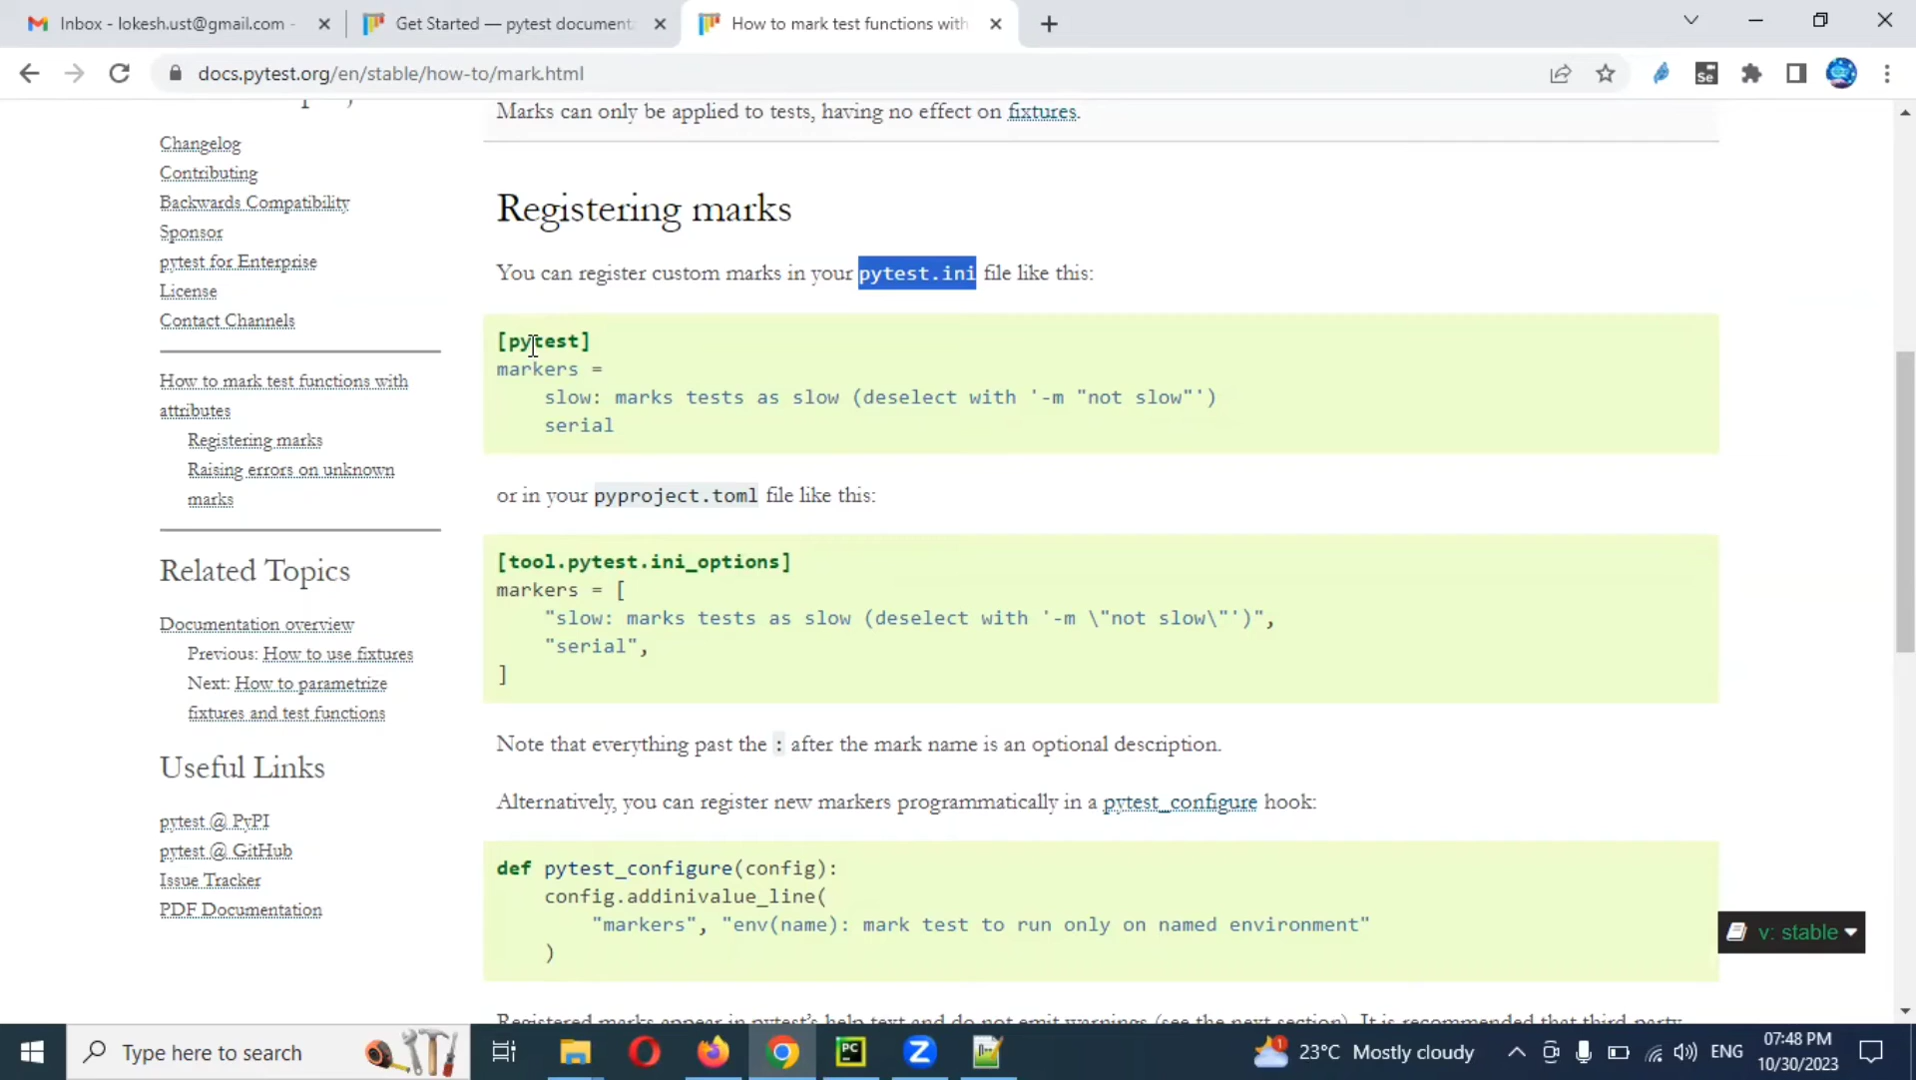 Inbox - lokesh.ust@gmail.com -
Get Started — pytest document
How to mark test functions with
docs.pytest.org/en/stable/how-to/mark.html
Changelog
Contributing
Backwards Compatibility
Sponsor
pytest for Enterprise
License
Contact Channels
How to mark test functions with
attributes
Registering marks
Raising errors on unknown
marks
Related Topics
Documentation overview
Previous: How to use fixtures
Next: How to parametrize
fixtures and test functions
Useful Links
pytest @ PyPI
pytest @ GitHub
Issue Tracker
PDF Documentation
Marks can only be applied to tests, having no effect on fixtures.
Registering marks
You can register custom marks in your pytest.ini file like this:
[pytest]
markers =
slow: marks tests as slow (deselect with '-m "not slow"')
serial
or in your pyproject.toml file like this:
[tool.pytest.ini_options]
markers = [
"slow: marks tests as slow (deselect with '-m \"not slow\"')",
"serial",
]
Note that everything past the : after the mark name is an optional description.
Alternatively, you can register new markers programmatically in a pytest_configure hook:
def pytest_configure(config):
config.addinivalue_line(
"markers", "env(name): mark test to run only on named environment"
)
Registered marks appear in pytest's help text and do not emit warnings (see the next section). It is recommended that third-party
v: stable
Type here to search
23°C Mostly cloudy
ENG
07:48 PM
10/30/2023